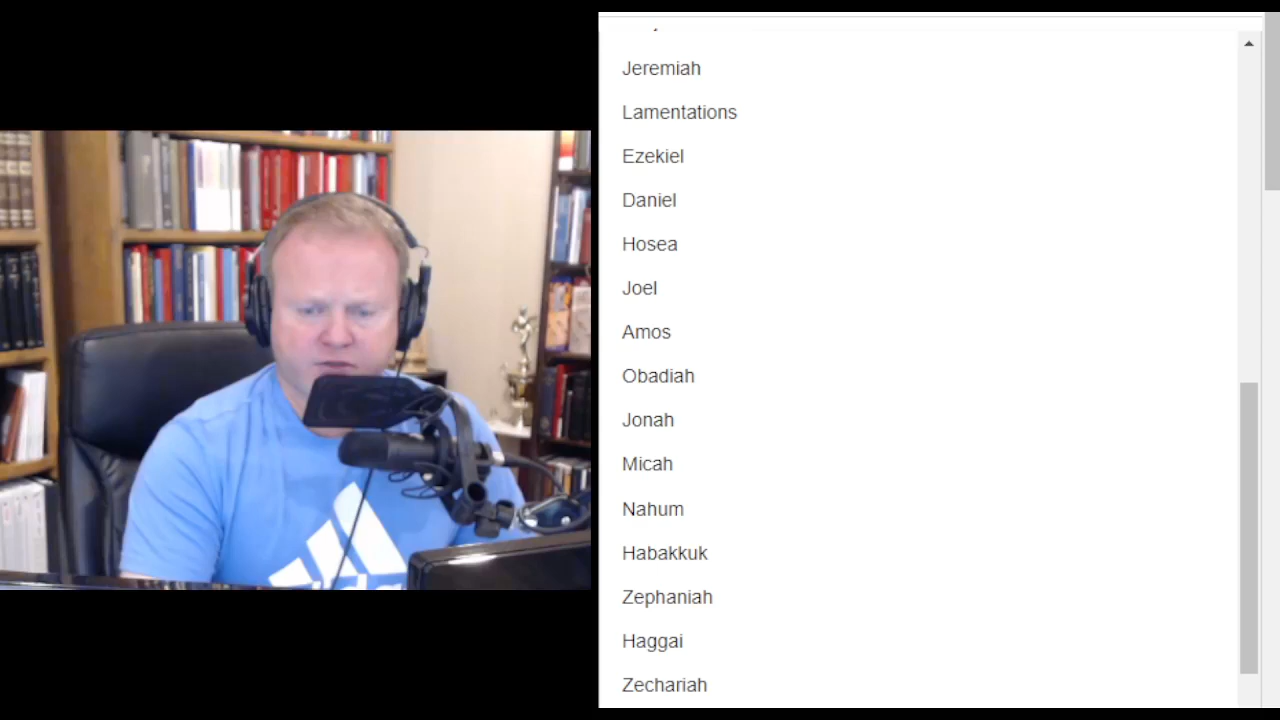 Jeremiah
Lamentations
Ezekiel
Daniel
Hosea
Joel
Amos
Obadiah
Jonah
Micah
Nahum
Habakkuk
Zephaniah
Haggai
Zechariah